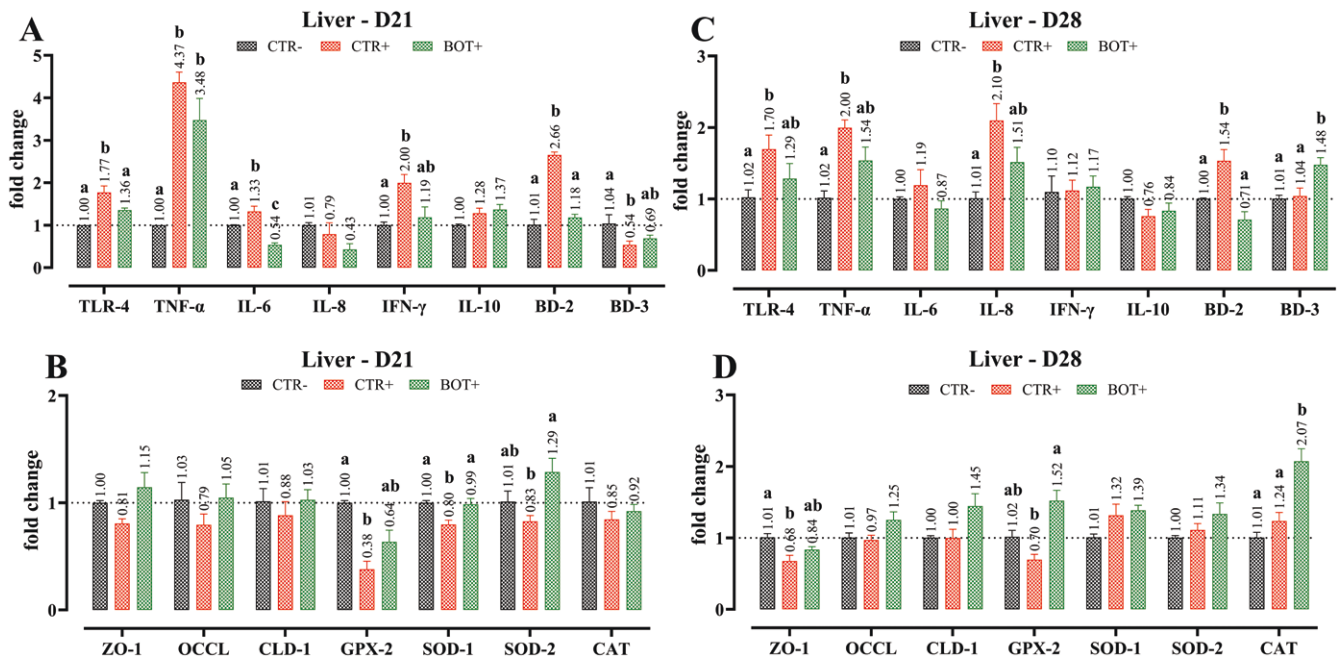 A
Liver - D21
CTR- CTR+ BOT+
fold change
5
4
3
2
1
0
a 1.00 b 1.77 a 1.36
a 1.00 b 4.37 b 3.48
a 1.00 b 1.33 c 0.54
1.01 0.79 0.43
a 1.00 b 2.00 ab 1.19
1.00 1.28 1.37
a 1.01 b 2.66 a 1.18
a 1.04 b 0.54 ab 0.69
TLR-4 TNF-α IL-6 IL-8 IFN-γ IL-10 BD-2 BD-3
C
Liver - D28
CTR- CTR+ BOT+
fold change
3
2
1
0
a 1.02 b 1.70 ab 1.29
a 1.02 b 2.00 ab 1.54
1.00 1.19 0.87
a 1.01 b 2.10 ab 1.51
1.10 1.12 1.17
1.00 0.76 0.84
a 1.00 b 1.54 a 0.71
a 1.01 a 1.04 b 1.48
TLR-4 TNF-α IL-6 IL-8 IFN-γ IL-10 BD-2 BD-3
B
Liver - D21
CTR- CTR+ BOT+
fold change
2
1
0
1.00 0.81 1.15
1.03 0.79 1.05
1.01 0.88 1.03
a 1.00 b 0.38 ab 0.64
a 1.00 b 0.80 a 0.99
ab 1.01 b 0.83 a 1.29
1.01 0.85 0.92
ZO-1 OCCL CLD-1 GPX-2 SOD-1 SOD-2 CAT
D
Liver - D28
CTR- CTR+ BOT+
fold change
3
2
1
0
a 1.01 b 0.68 ab 0.84
1.01 0.97 1.25
1.00 1.00 1.45
ab 1.02 b 0.70 a 1.52
1.01 1.32 1.39
1.00 1.11 1.34
a 1.01 a 1.24 b 2.07
ZO-1 OCCL CLD-1 GPX-2 SOD-1 SOD-2 CAT